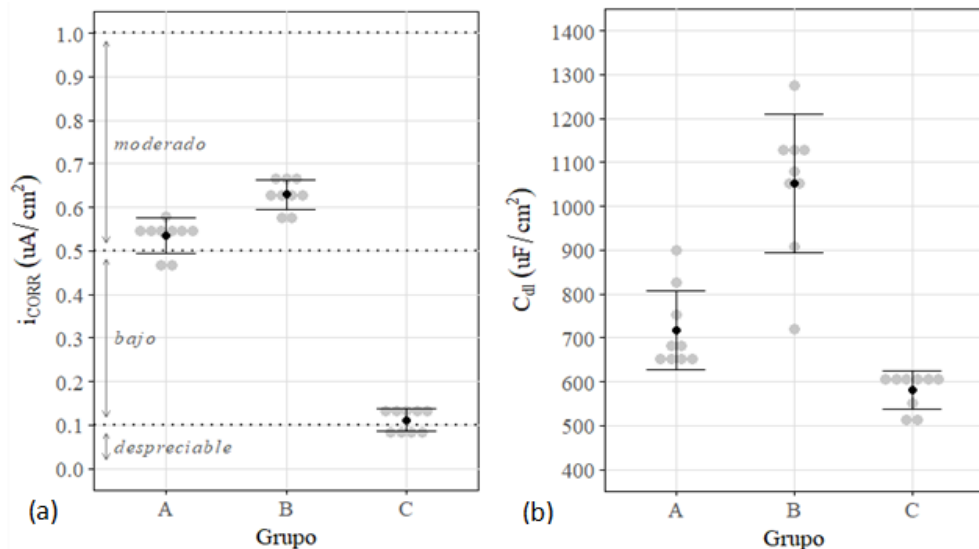 1.0
0.9
0.8
0.7
0.6
0.5
0.4
0.3
0.2
0.1
0.0
iCORR (uA/cm²)
moderado
bajo
despreciable
A B C
Grupo
(a)
1400
1300
1200
1100
1000
900
800
700
600
500
400
Cdl (uF/cm²)
A B C
Grupo
(b)